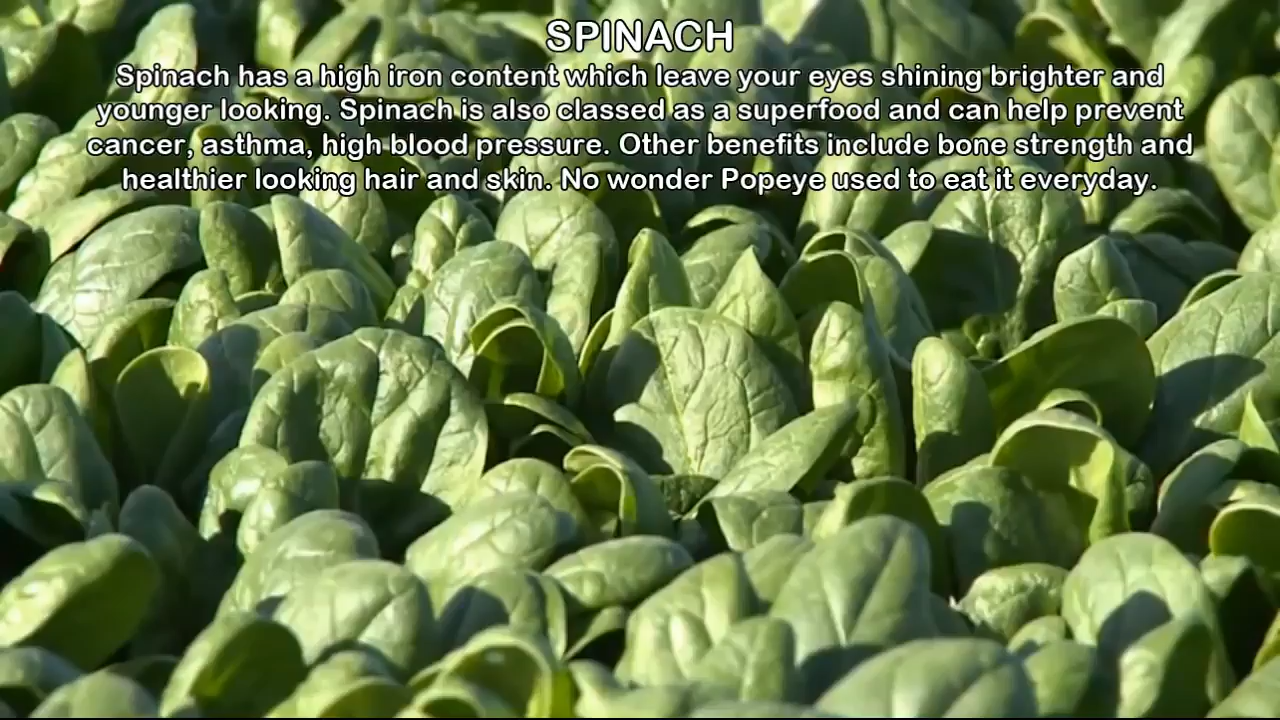 SPINACH
Spinach has a high iron content which leave your eyes shining brighter and
younger looking. Spinach is also classed as a superfood and can help prevent
cancer, asthma, high blood pressure. Other benefits include bone strength and
healthier looking hair and skin. No wonder Popeye used to eat it everyday.